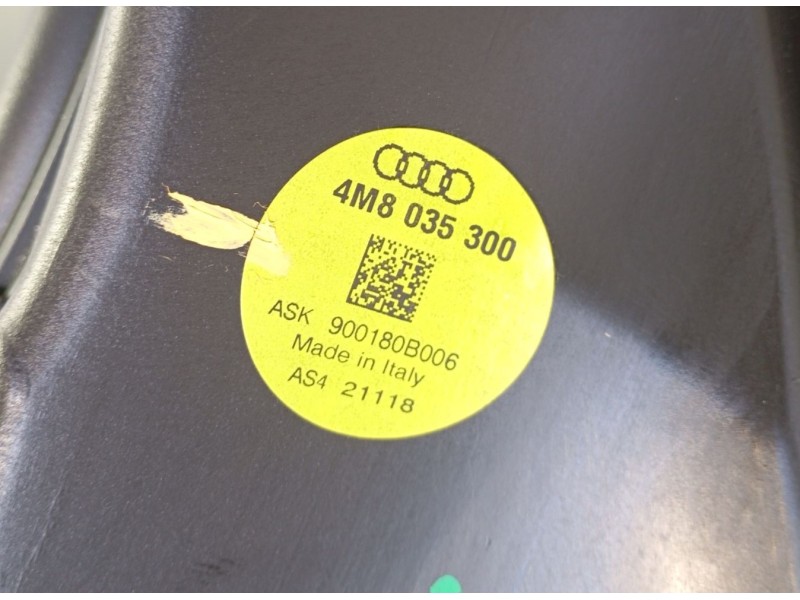 4M8 035 300
ASK 900180B006
Made in Italy
AS4 21118